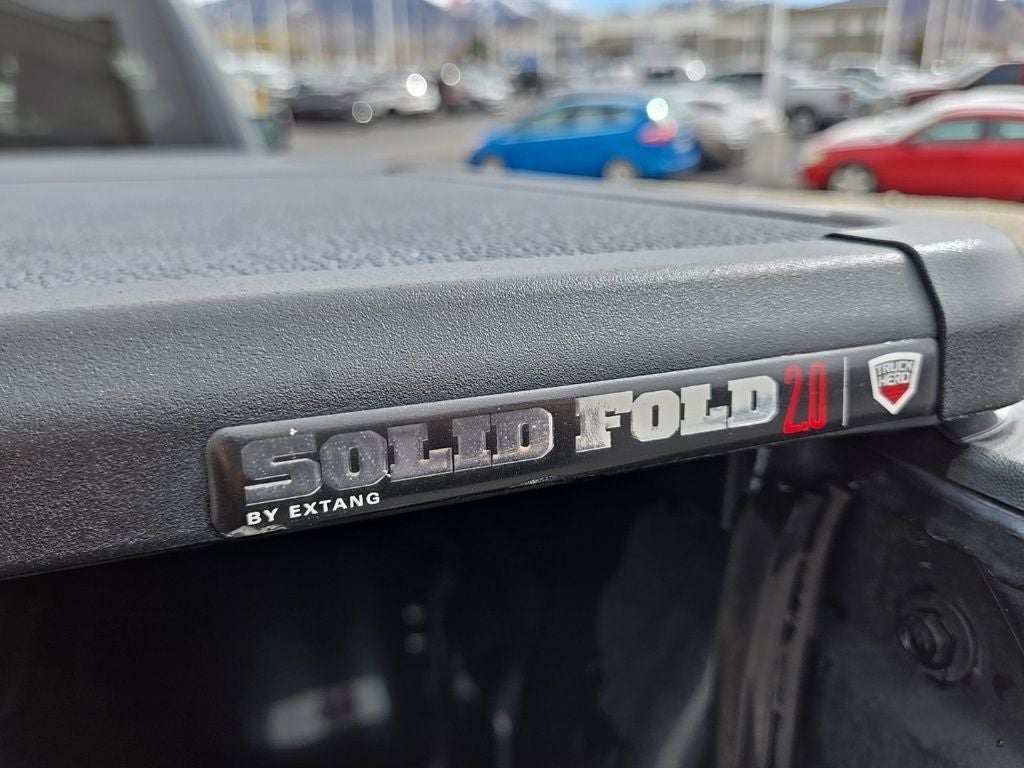 SOLID FOLD 2.0
BY EXTANG
TRUCK
HERO